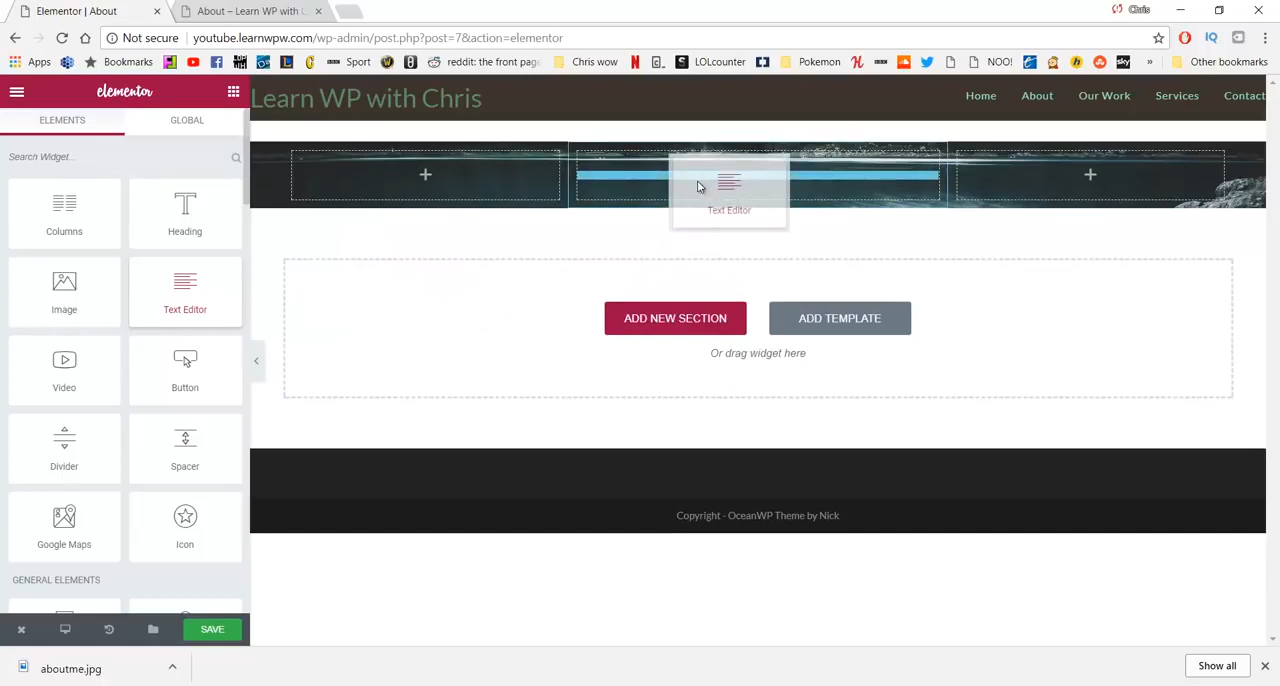 Elementor | About
About – Learn WP with C
Chris
Not secure
youtube.learnwpw.com/wp-admin/post.php?post=7&action=elementor
Apps
Bookmarks
Sport
reddit: the front page
Chris wow
LOLcounter
Pokemon
NOO!
sky
»
Other bookmarks
elementor
Learn WP with Chris
Home
About
Our Work
Services
Contact
ELEMENTS
GLOBAL
Search Widget...
Columns
Heading
Text Editor
Image
Text Editor
ADD NEW SECTION
ADD TEMPLATE
Or drag widget here
Video
Button
Divider
Spacer
Google Maps
Icon
Copyright - OceanWP Theme by Nick
GENERAL ELEMENTS
SAVE
aboutme.jpg
Show all